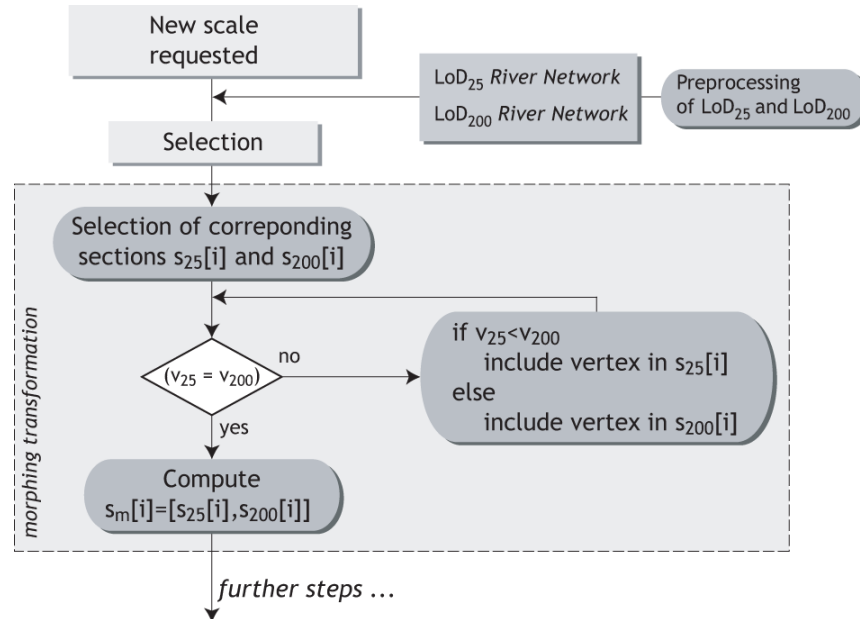 New scale
requested
LoD₂₅ River Network
LoD₂₀₀ River Network
Preprocessing
of LoD₂₅ and LoD₂₀₀
Selection
morphing transformation
Selection of correponding
sections s₂₅[i] and s₂₀₀[i]
(v₂₅ = v₂₀₀)
no
yes
if v₂₅<v₂₀₀
include vertex in s₂₅[i]
else
include vertex in s₂₀₀[i]
Compute
sₘ[i]=[s₂₅[i],s₂₀₀[i]]
further steps ...